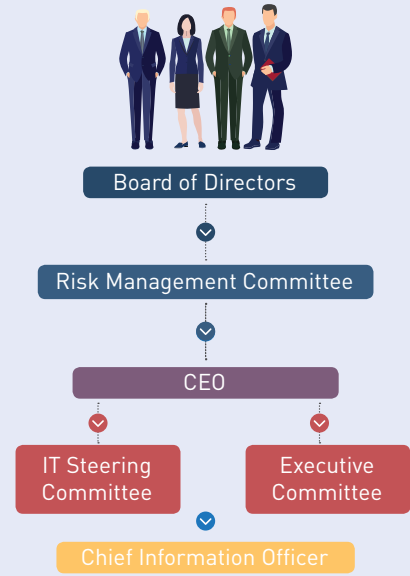 Board of Directors
Risk Management Committee
CEO
IT Steering
Committee
Executive
Committee
Chief Information Officer